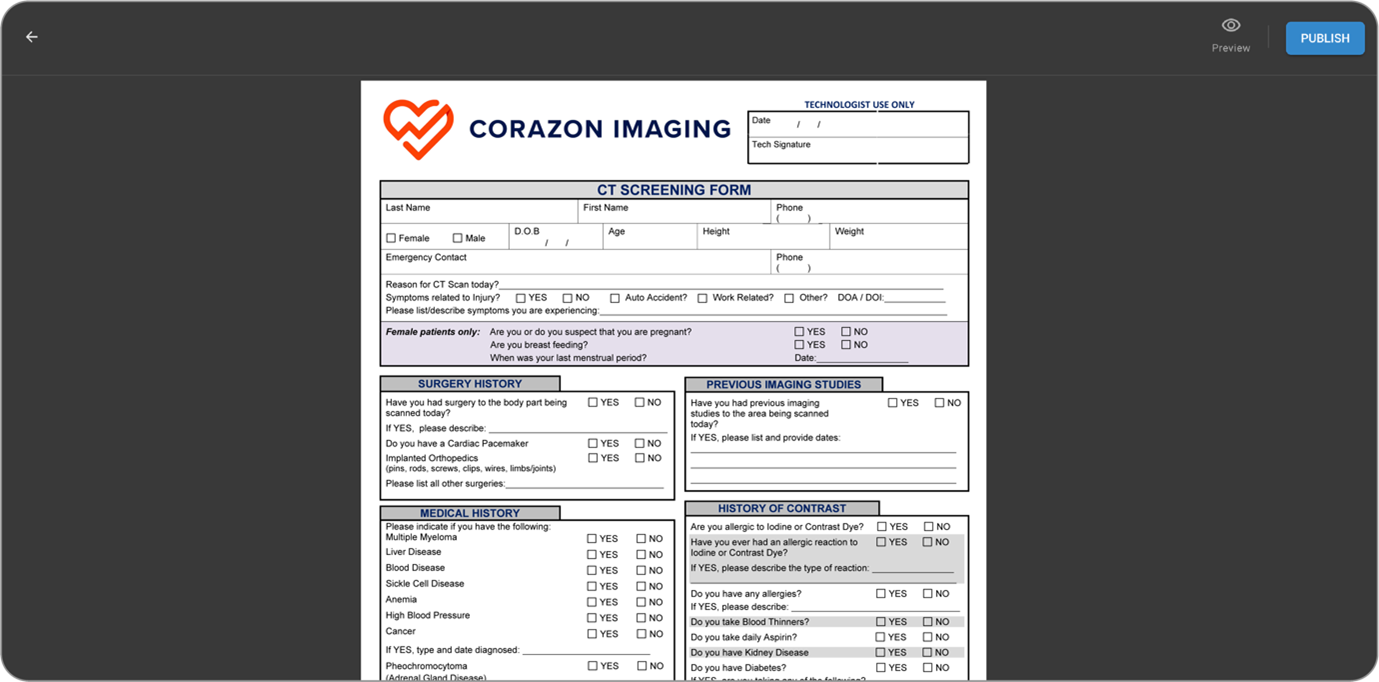 Preview
PUBLISH
CORAZON IMAGING
TECHNOLOGIST USE ONLY
Date / /
Tech Signature
CT SCREENING FORM
Last Name First Name Phone
( )
Female Male D.O.B / / Age Height Weight
Emergency Contact Phone
( )
Reason for CT Scan today?
Symptoms related to Injury? YES NO Auto Accident? Work Related? Other? DOA / DOI:
Please list/describe symptoms you are experiencing:
Female patients only: Are you or do you suspect that you are pregnant? YES NO
Are you breast feeding? YES NO
When was your last menstrual period? Date:
SURGERY HISTORY
Have you had surgery to the body part being YES NO
scanned today?
If YES, please describe:
Do you have a Cardiac Pacemaker YES NO
Implanted Orthopedics YES NO
(pins, rods, screws, clips, wires, limbs/joints)
Please list all other surgeries:
MEDICAL HISTORY
Please indicate if you have the following:
Multiple Myeloma YES NO
Liver Disease YES NO
Blood Disease YES NO
Sickle Cell Disease YES NO
Anemia YES NO
High Blood Pressure YES NO
Cancer YES NO
If YES, type and date diagnosed:
Pheochromocytoma YES NO
(Adrenal Gland Disease)
PREVIOUS IMAGING STUDIES
Have you had previous imaging YES NO
studies to the area being scanned
today?
If YES, please list and provide dates:
HISTORY OF CONTRAST
Are you allergic to Iodine or Contrast Dye? YES NO
Have you ever had an allergic reaction to YES NO
Iodine or Contrast Dye?
If YES, please describe the type of reaction:
Do you have any allergies? YES NO
If YES, please describe:
Do you take Blood Thinners? YES NO
Do you take daily Aspirin? YES NO
Do you have Kidney Disease YES NO
Do you have Diabetes? YES NO
If YES, are you taking any of the following?